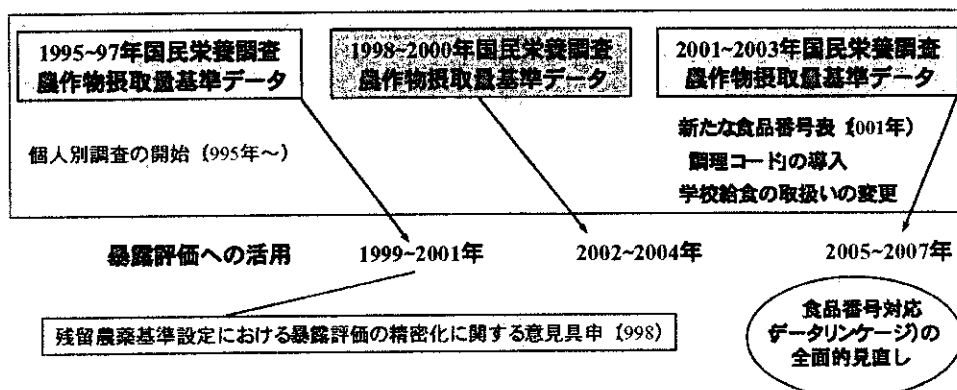 1995~97年国民栄養調査
農作物摂取量基準データ
1998~2000年国民栄養調査
農作物摂取量基準データ
2001~2003年国民栄養調査
農作物摂取量基準データ
個人別調査の開始 (995年~)
新たな食品番号表 (001年)
調理コード」の導入
学校給食の取扱いの変更
暴露評価への活用
1999~2001年
2002~2004年
2005~2007年
残留農薬基準設定における暴露評価の精密化に関する意見具申 (998)
食品番号対応
(データリンケージ)の
全面的見直し